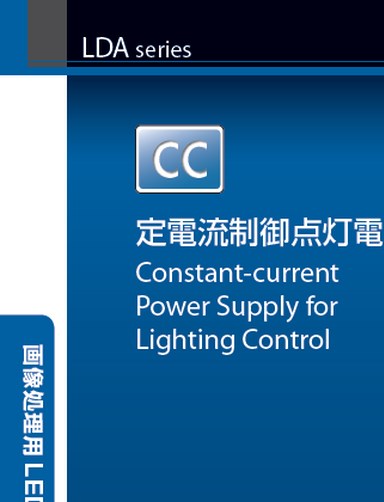 LDA series
CC
定電流制御点灯電
Constant-current
Power Supply for
Lighting Control
画像処理用 LED